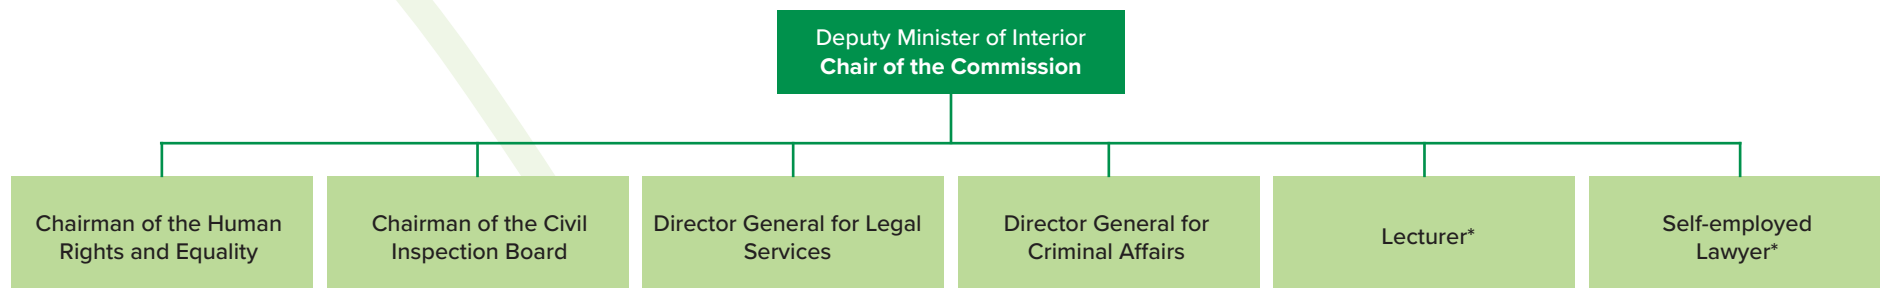 Deputy Minister of Interior
Chair of the Commission
Chairman of the Human
Rights and Equality
Chairman of the Civil
Inspection Board
Director General for Legal
Services
Director General for
Criminal Affairs
Lecturer*
Self-employed
Lawyer*